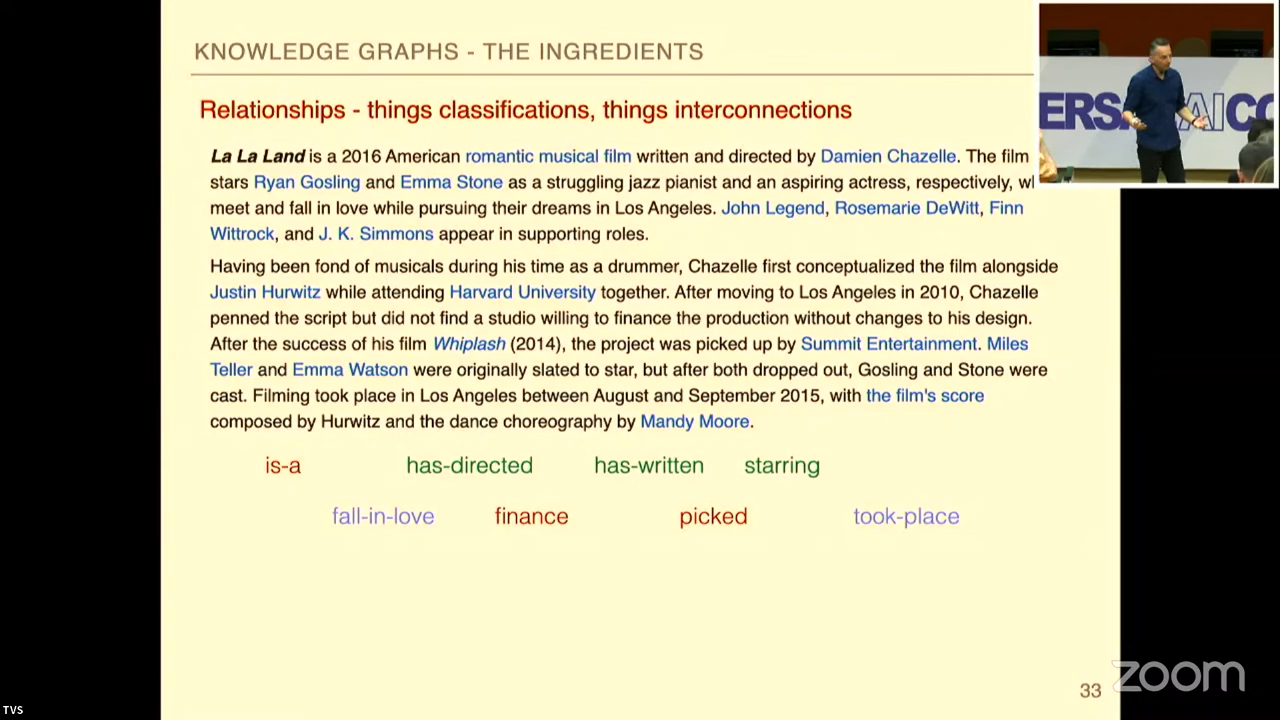 KNOWLEDGE GRAPHS - THE INGREDIENTS
Relationships - things classifications, things interconnections
La La Land is a 2016 American romantic musical film written and directed by Damien Chazelle. The film
stars Ryan Gosling and Emma Stone as a struggling jazz pianist and an aspiring actress, respectively,
meet and fall in love while pursuing their dreams in Los Angeles. John Legend, Rosemarie DeWitt, Finn
Wittrock, and J. K. Simmons appear in supporting roles.
Having been fond of musicals during his time as a drummer, Chazelle first conceptualized the film alongside
Justin Hurwitz while attending Harvard University together. After moving to Los Angeles in 2010, Chazelle
penned the script but did not find a studio willing to finance the production without changes to his design.
After the success of his film Whiplash (2014), the project was picked up by Summit Entertainment. Miles
Teller and Emma Watson were originally slated to star, but after both dropped out, Gosling and Stone were
cast. Filming took place in Los Angeles between August and September 2015, with the film's score
composed by Hurwitz and the dance choreography by Mandy Moore.
is-a has-directed has-written starring
fall-in-love finance picked took-place
33
zoom
TVS